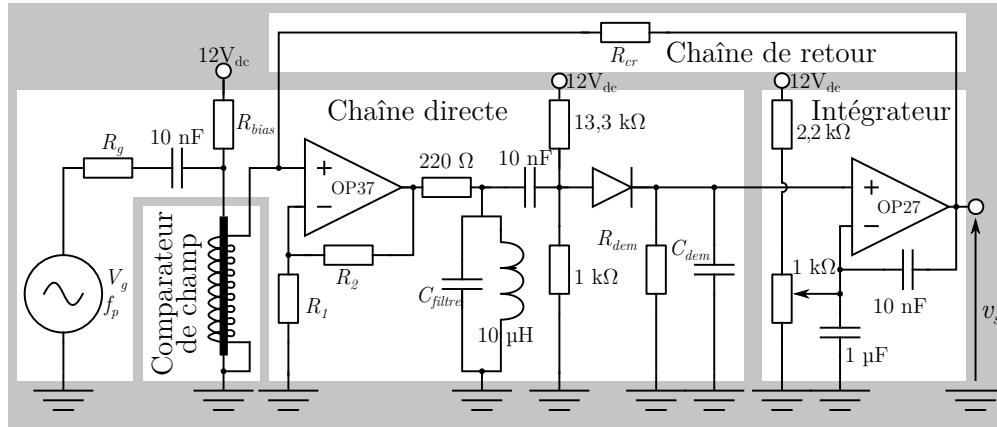 R_cr
Chaîne de retour
12V_dc
12V_dc
12V_dc
Chaîne directe
Intégrateur
R_g
10 nF
R_bias
13,3 kΩ
2,2 kΩ
220 Ω
10 nF
+
OP37
−
+
OP27
−
V_g
f_p
Comparateur
de champ
R_1
R_2
C_filtre
10 µH
1 kΩ
R_dem
C_dem
1 kΩ
10 nF
1 µF
v_s